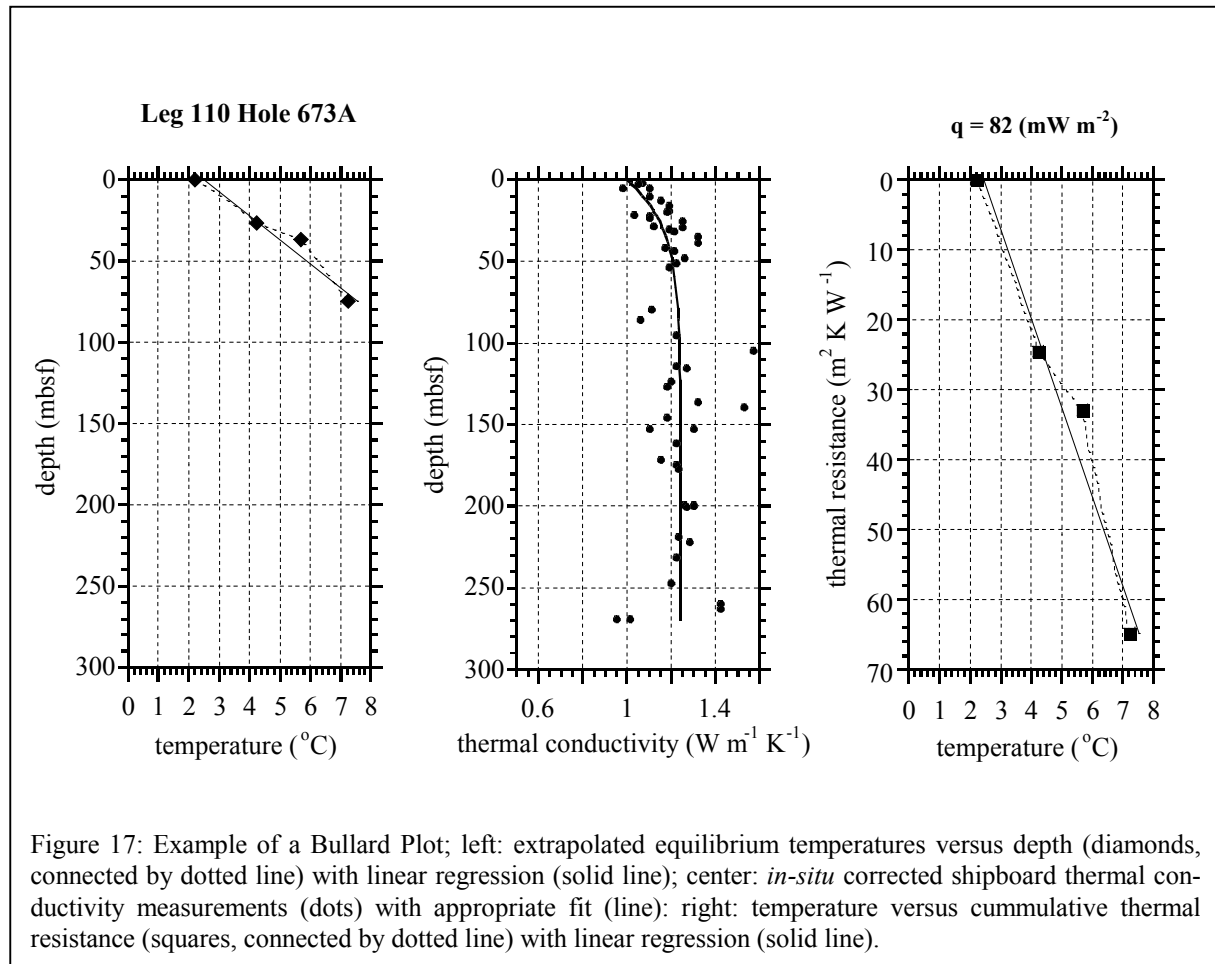 Leg 110 Hole 673A
q = 82 (mW m⁻²)
0
50
100
150
200
250
300
depth (mbsf)
0 1 2 3 4 5 6 7 8
temperature (°C)
0
50
100
150
200
250
300
depth (mbsf)
0.6 1 1.4
thermal conductivity (W m⁻¹ K⁻¹)
0
10
20
30
40
50
60
70
thermal resistance (m² K W⁻¹)
0 1 2 3 4 5 6 7 8
temperature (°C)
Figure 17: Example of a Bullard Plot; left: extrapolated equilibrium temperatures versus depth (diamonds,
connected by dotted line) with linear regression (solid line); center: in-situ corrected shipboard thermal con-
ductivity measurements (dots) with appropriate fit (line): right: temperature versus cummulative thermal
resistance (squares, connected by dotted line) with linear regression (solid line).